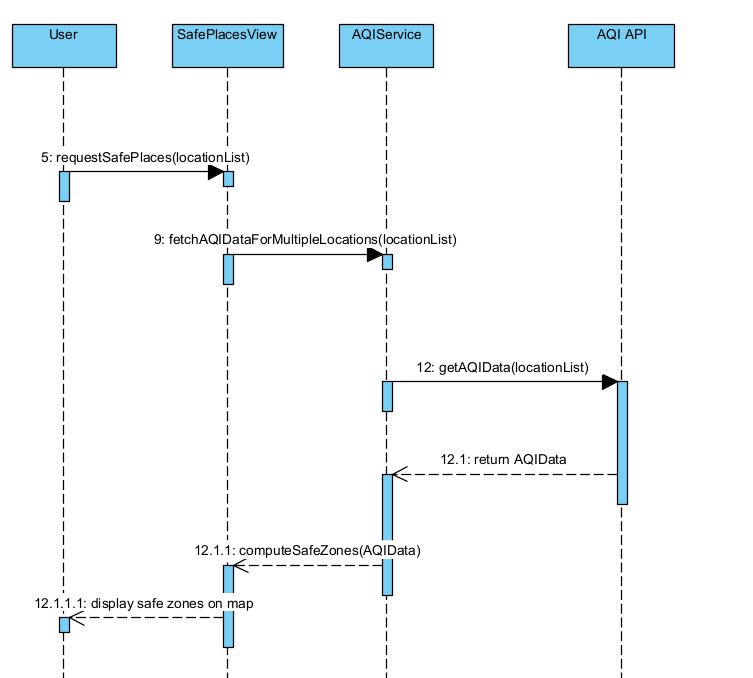 User
SafePlacesView
AQIService
AQI API
5: requestSafePlaces(locationList)
9: fetchAQIDataForMultipleLocations(locationList)
12: getAQIData(locationList)
12.1: return AQIData
12.1.1: computeSafeZones(AQIData)
12.1.1.1: display safe zones on map